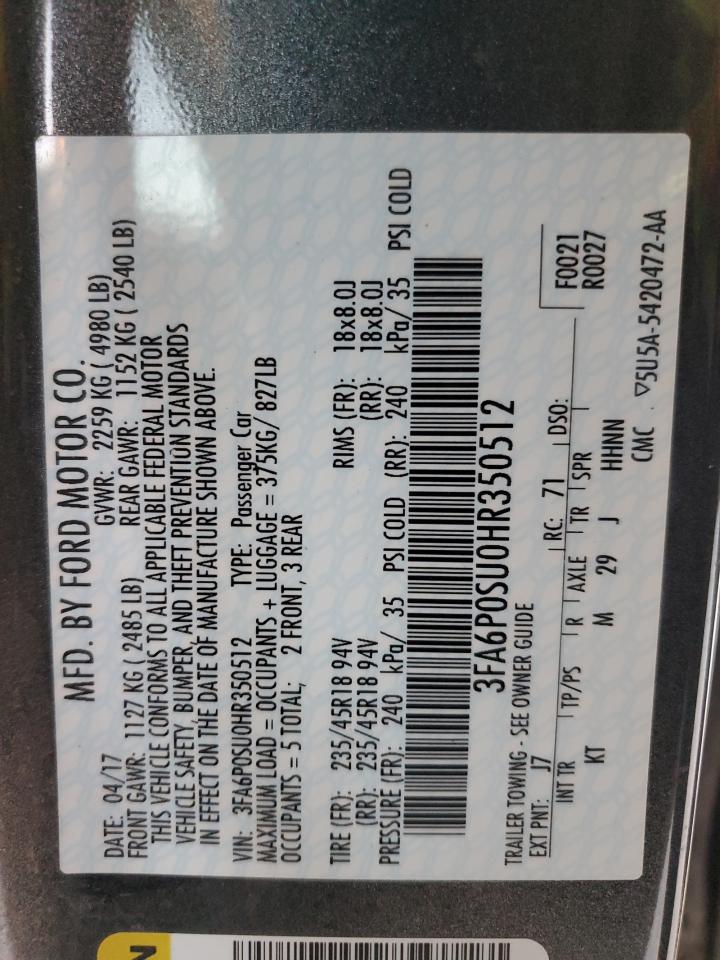 MFD. BY FORD MOTOR CO.
DATE: 04/17 GVWR: 2259 KG ( 4980 LB)
FRONT GAWR: 1127 KG ( 2485 LB) REAR GAWR: 1152 KG ( 2540 LB)
THIS VEHICLE CONFORMS TO ALL APPLICABLE FEDERAL MOTOR
VEHICLE SAFETY, BUMPER, AND THEFT PREVENTION STANDARDS
IN EFFECT ON THE DATE OF MANUFACTURE SHOWN ABOVE.
VIN: 3FA6P0SU0HR350512 TYPE: Passenger Car
MAXIMUM LOAD = OCCUPANTS + LUGGAGE = 375KG/ 827LB
OCCUPANTS = 5 TOTAL; 2 FRONT, 3 REAR
TIRE (FR): 235/45R18 94V RIMS (FR): 18x8.0J
(RR): 235/45R18 94V (RR): 18x8.0J
PRESSURE (FR): 240 kPa/ 35 PSI COLD (RR): 240 kPa/ 35 PSI COLD
3FA6P0SU0HR350512
TRAILER TOWING - SEE OWNER GUIDE
F0021
EXT PNT: J7 RC: 71 DSO: R0027
INT TR TP/PS R AXLE TR SPR
KT M 29 J HHNN
CMC ▽5U5A-5420472-AA
N